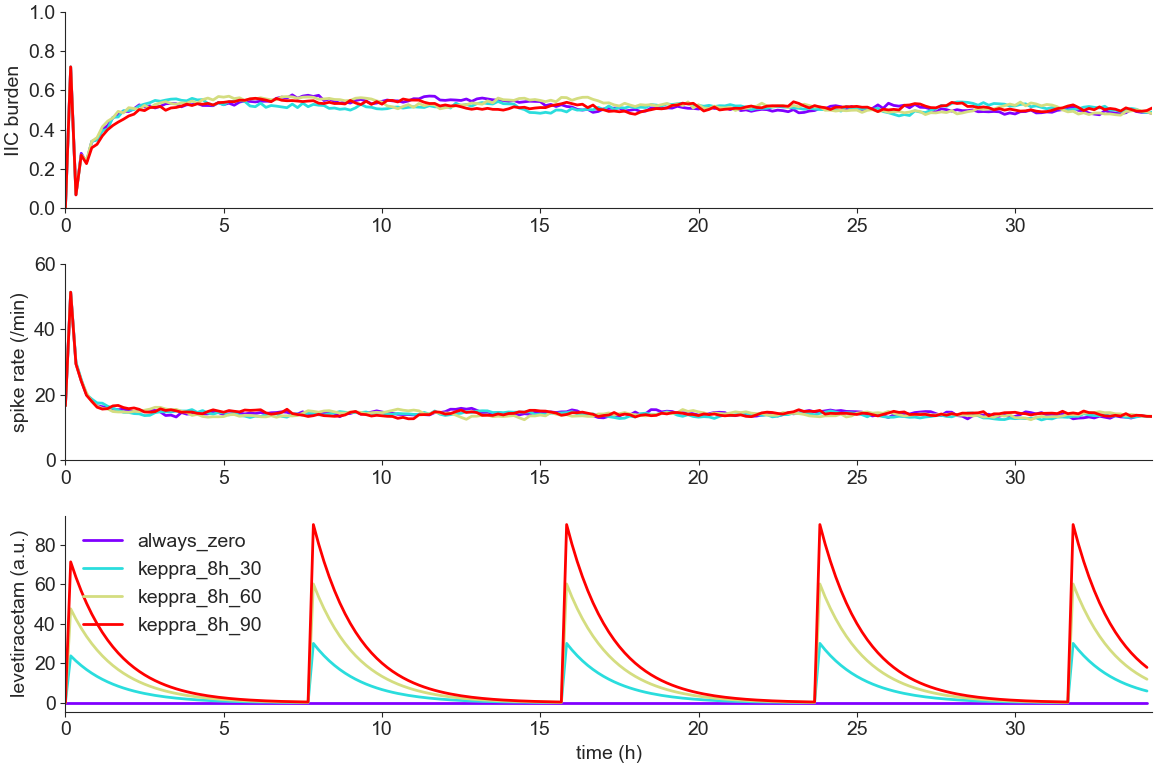 IIC burden
1.0
0.8
0.6
0.4
0.2
0.0
0 5 10 15 20 25 30
spike rate (/min)
60
40
20
0
0 5 10 15 20 25 30
levetiracetam (a.u.)
80
60
40
20
0
always_zero
keppra_8h_30
keppra_8h_60
keppra_8h_90
0 5 10 15 20 25 30
time (h)